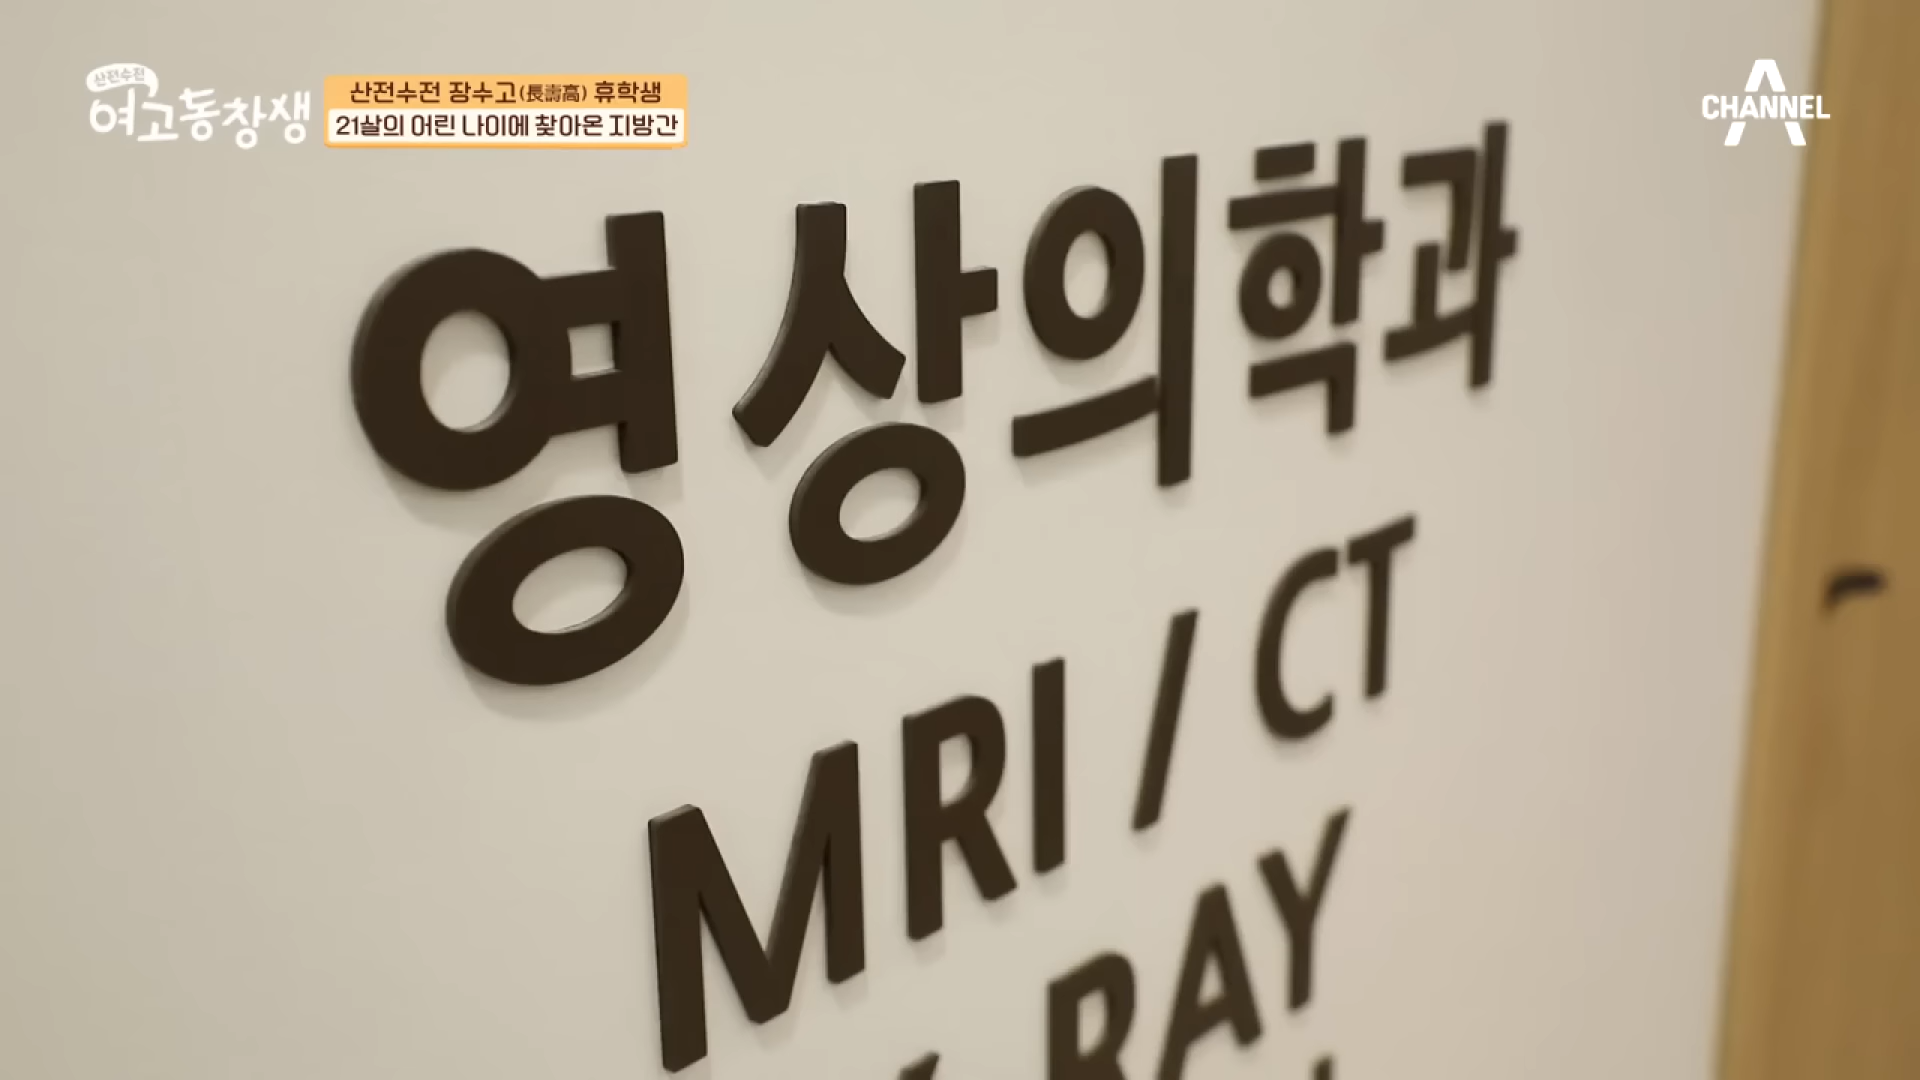 산전수전
여고동창생
산전수전 장수고(長壽高) 휴학생
21살의 어린 나이에 찾아온 지방간
CHANNEL A
영상의학과
MRI / CT
RAY